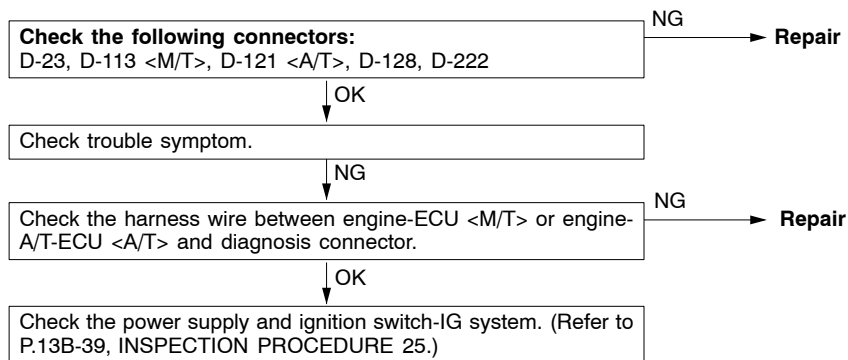 Check the following connectors:
D-23, D-113 <M/T>, D-121 <A/T>, D-128, D-222
NG
Repair
OK
Check trouble symptom.
NG
Check the harness wire between engine-ECU <M/T> or engine-
A/T-ECU <A/T> and diagnosis connector.
NG
Repair
OK
Check the power supply and ignition switch-IG system. (Refer to
P.13B-39, INSPECTION PROCEDURE 25.)